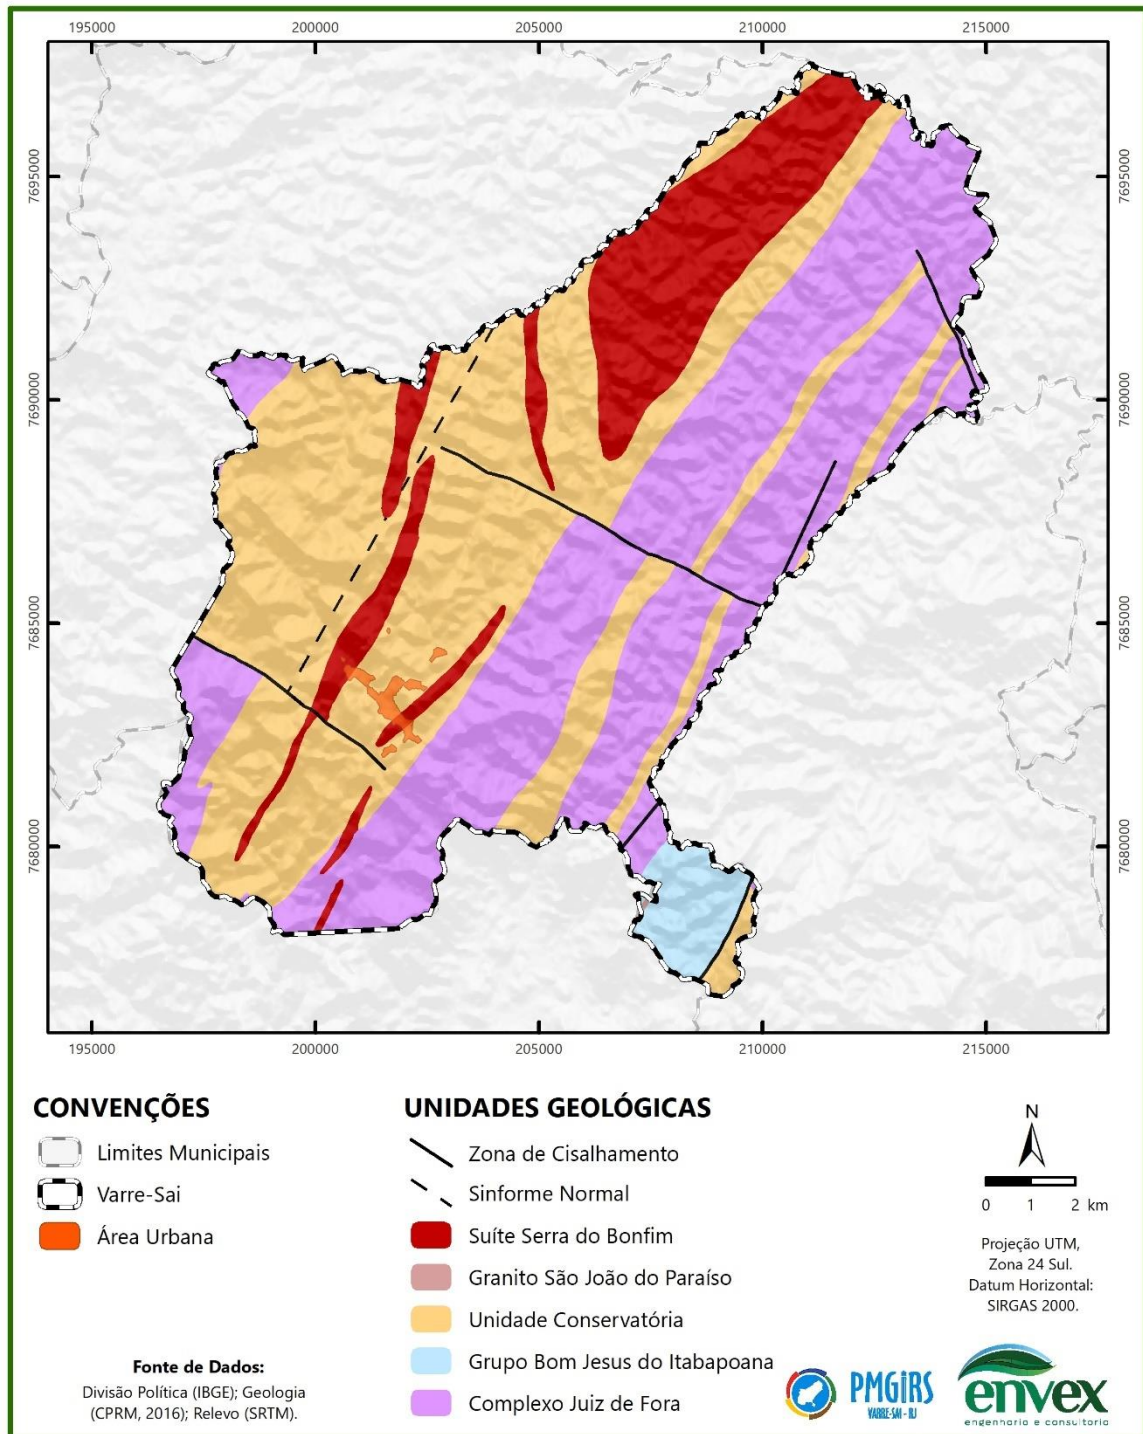 195000 200000 205000 210000 215000
7695000 7695000
7690000 7690000
7685000 7685000
7680000 7680000
195000 200000 205000 210000 215000
CONVENÇÕES
Limites Municipais
Varre-Sai
Área Urbana
Fonte de Dados:
Divisão Política (IBGE); Geologia
(CPRM, 2016); Relevo (SRTM).
UNIDADES GEOLÓGICAS
Zona de Cisalhamento
Sinforme Normal
Suíte Serra do Bonfim
Granito São João do Paraíso
Unidade Conservatória
Grupo Bom Jesus do Itabapoana
Complexo Juiz de Fora
N
0 1 2 km
Projeção UTM,
Zona 24 Sul.
Datum Horizontal:
SIRGAS 2000.
PMGiRS
VARRE-SAI - RJ
envex
engenharia e consultoria